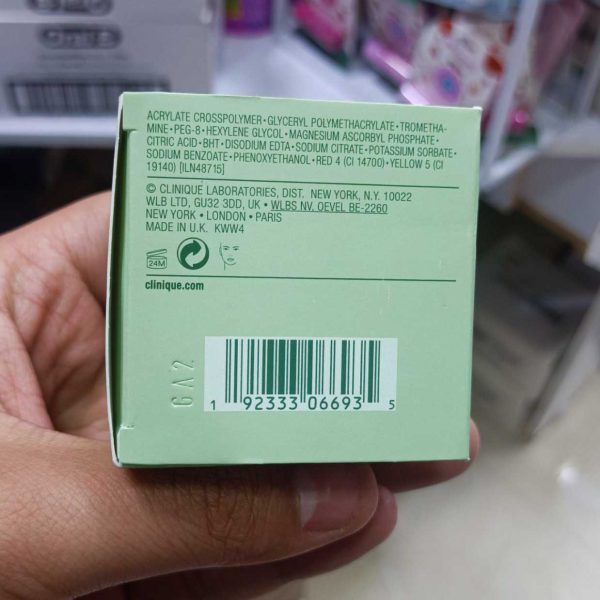 ACRYLATE CROSSPOLYMER • GLYCERYL POLYMETHACRYLATE • TROMETHA-
MINE • PEG-8 • HEXYLENE GLYCOL • MAGNESIUM ASCORBYL PHOSPHATE •
CITRIC ACID • BHT • DISODIUM EDTA • SODIUM CITRATE • POTASSIUM SORBATE •
SODIUM BENZOATE • PHENOXYETHANOL • RED 4 (CI 14700) • YELLOW 5 (CI
19140) [ILN48715]
© CLINIQUE LABORATORIES, DIST. NEW YORK, N.Y. 10022
WLB LTD, GU32 3DD, UK • WLBS NV. OEVEL BE-2260
NEW YORK • LONDON • PARIS
MADE IN U.K. KWW4
24M
clinique.com
GA2
1 92333 06693 5